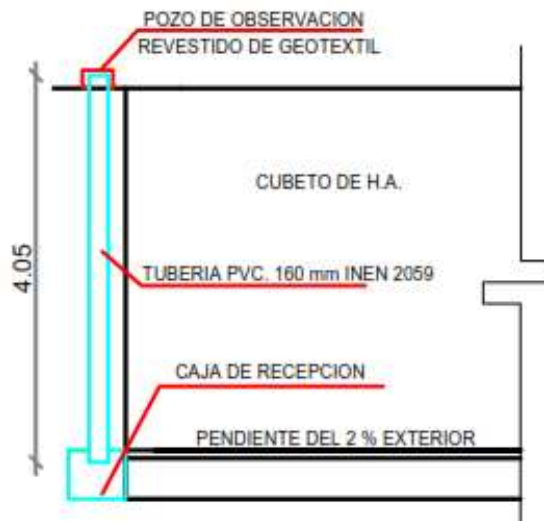 POZO DE OBSERVACION
REVESTIDO DE GEOTEXTIL
CUBETO DE H.A.
4.05
TUBERIA PVC. 160 mm INEN 2059
CAJA DE RECEPCION
PENDIENTE DEL 2 % EXTERIOR